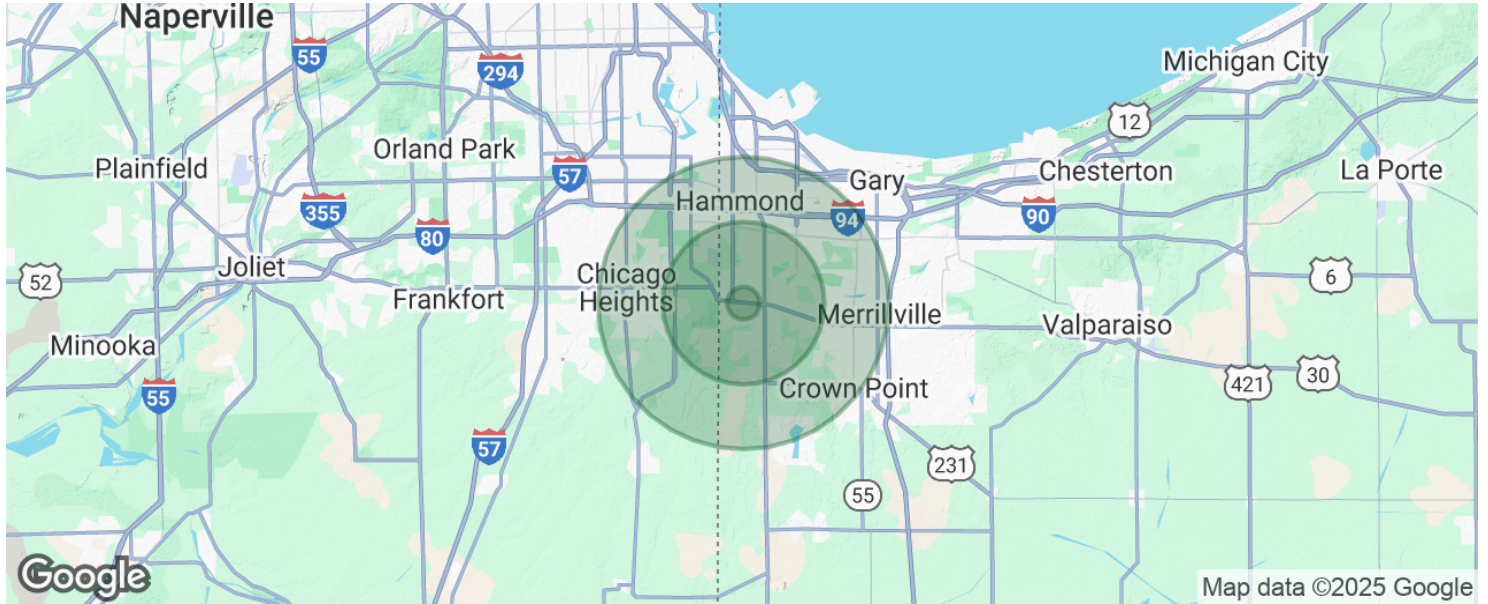 Naperville
55
294
Michigan City
12
Orland Park
Plainfield
57
Gary
Chesterton
La Porte
Hammond
355
94
90
80
Joliet
52
Chicago
Heights
6
Frankfort
Merrillville
Valparaiso
Minooka
55
Crown Point
421
30
57
231
55
Google
Map data ©2025 Google